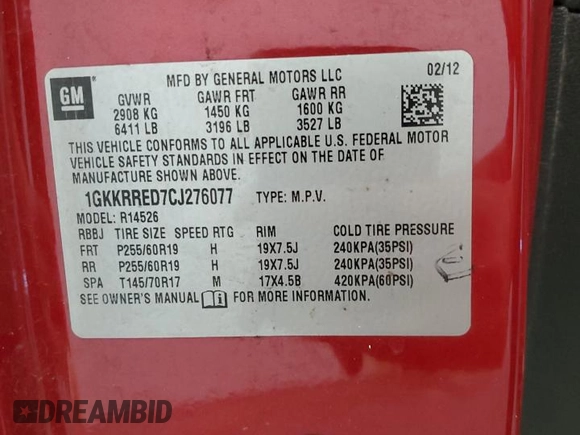 GM
MFD BY GENERAL MOTORS LLC 02/12
GVWR GAWR FRT GAWR RR
2908 KG 1450 KG 1600 KG
6411 LB 3196 LB 3527 LB
THIS VEHICLE CONFORMS TO ALL APPLICABLE U.S. FEDERAL MOTOR
VEHICLE SAFETY STANDARDS IN EFFECT ON THE DATE OF
MANUFACTURE SHOWN ABOVE.
1GKKRRED7CJ276077 TYPE: M.P.V.
MODEL: R14526
RBBJ TIRE SIZE SPEED RTG RIM COLD TIRE PRESSURE
FRT P255/60R19 H 19X7.5J 240KPA(35PSI)
RR P255/60R19 H 19X7.5J 240KPA(35PSI)
SPA T145/70R17 M 17X4.5B 420KPA(60PSI)
SEE OWNER'S MANUAL FOR MORE INFORMATION.
DREAMBID